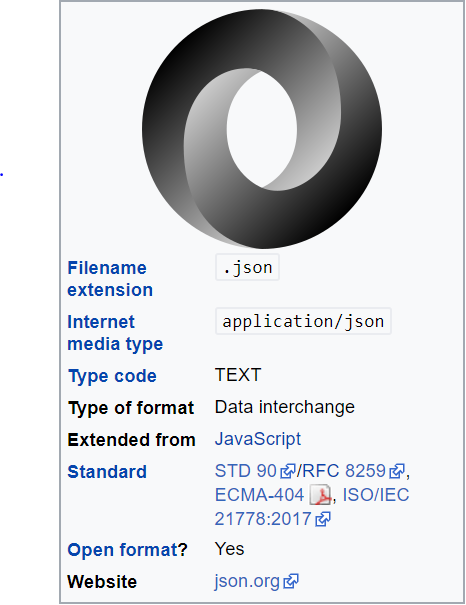 Filename .json
extension
Internet application/json
media type
Type code TEXT
Type of format Data interchange
Extended from JavaScript
Standard STD 90/RFC 8259,
ECMA-404, ISO/IEC
21778:2017
Open format? Yes
Website json.org